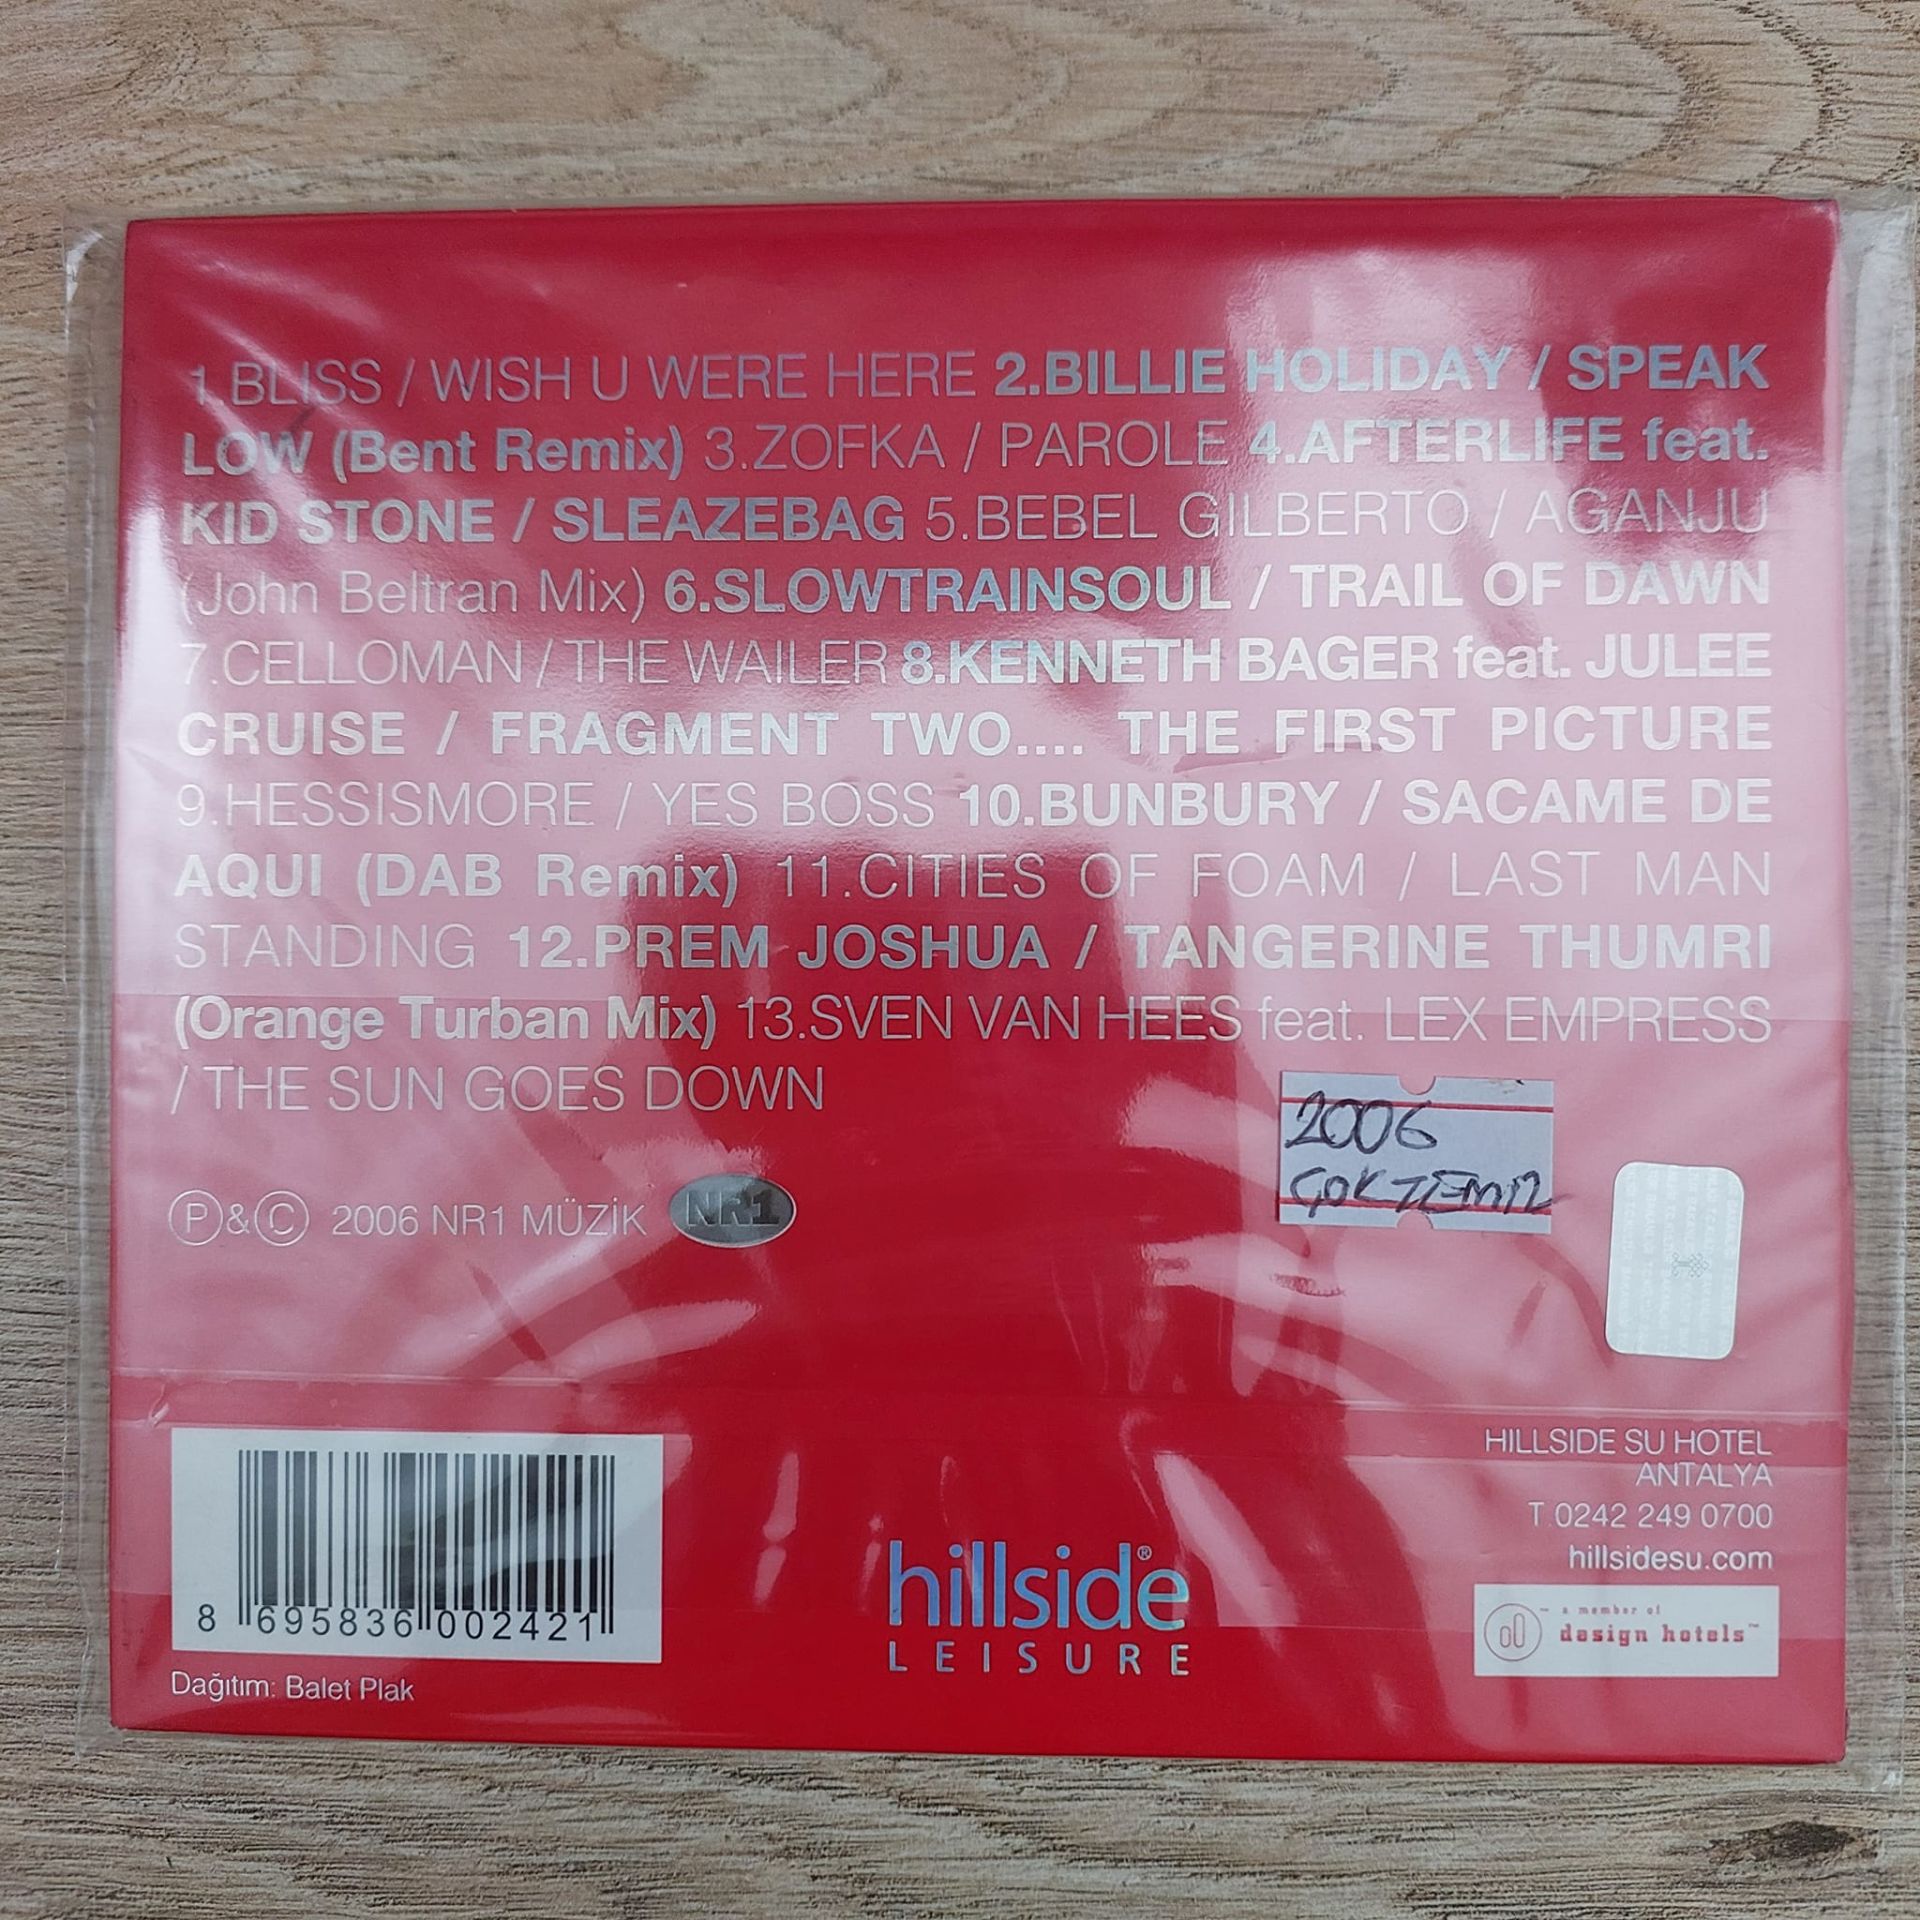 1.BLISS / WISH U WERE HERE 2.BILLIE HOLIDAY / SPEAK
LOW (Bent Remix) 3.ZOFKA / PAROLE 4.AFTERLIFE feat.
KID STONE / SLEAZEBAG 5.BEBEL GILBERTO / AGANJU
(John Beltran Mix) 6.SLOWTRAINSOUL / TRAIL OF DAWN
7.CELLOMAN / THE WAILER 8.KENNETH BAGER feat. JULEE
CRUISE / FRAGMENT TWO.... THE FIRST PICTURE
9.HESSISMORE / YES BOSS 10.BUNBURY / SACAME DE
AQUI (DAB Remix) 11.CITIES OF FOAM / LAST MAN
STANDING 12.PREM JOSHUA / TANGERINE THUMRI
(Orange Turban Mix) 13.SVEN VAN HEES feat. LEX EMPRESS
/ THE SUN GOES DOWN
2006
ÇOK TEMİZ
Ⓟ&Ⓒ 2006 NR1 MÜZİK NR1
HILLSIDE SU HOTEL
ANTALYA
T.0242 249 0700
hillsidesu.com
a member of
design hotels™
hillside®
LEISURE
8 695836 002421
Dağıtım: Balet Plak